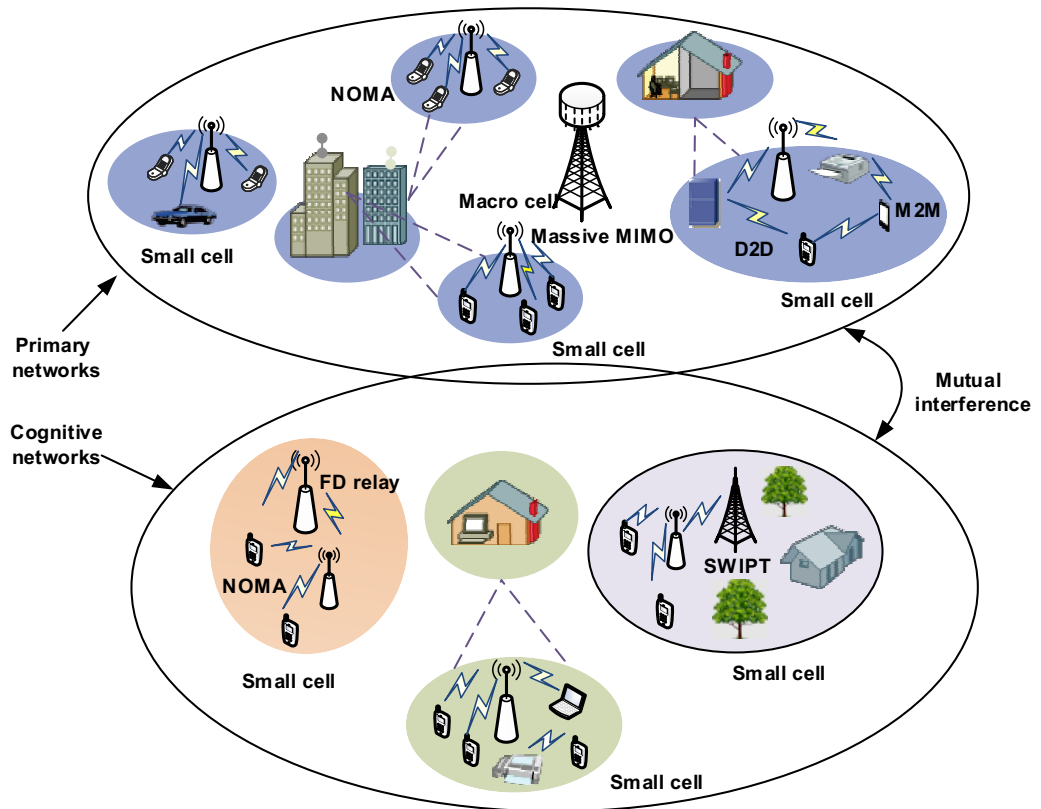 NOMA
Macro cell
Massive MIMO
M2M
D2D
Small cell
Small cell
Small cell
Primary
networks
Mutual
interference
Cognitive
networks
FD relay
NOMA
SWIPT
Small cell
Small cell
Small cell